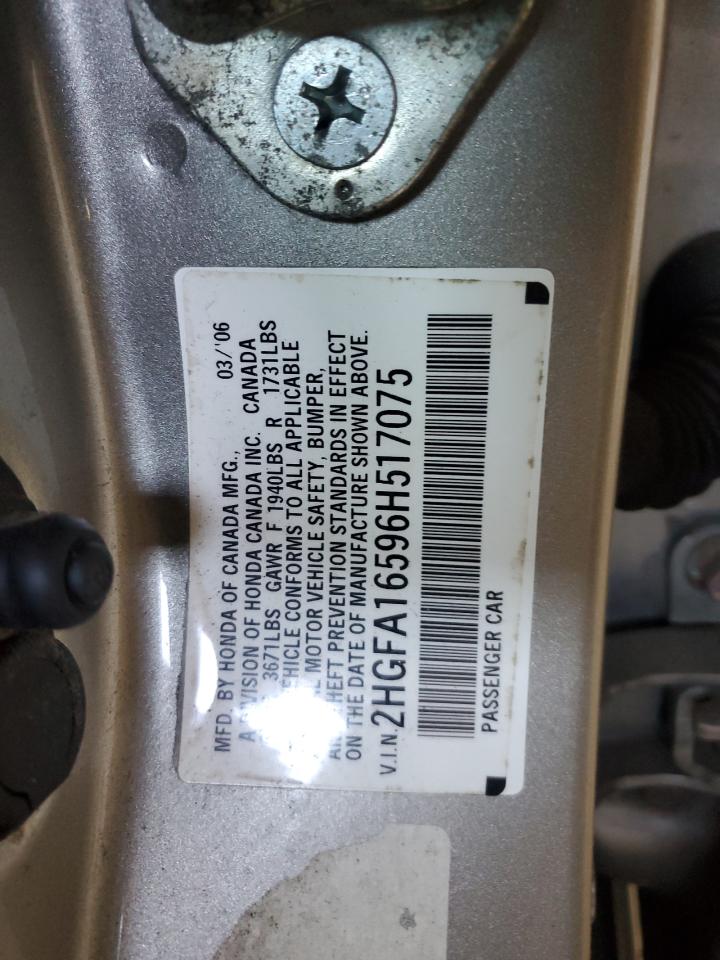 MFD. BY HONDA OF CANADA MFG., 03/'06
A DIVISION OF HONDA CANADA INC. CANADA
3671LBS GAWR F 1940LBS R 1731LBS
VEHICLE CONFORMS TO ALL APPLICABLE
MOTOR VEHICLE SAFETY, BUMPER,
THEFT PREVENTION STANDARDS IN EFFECT
ON THE DATE OF MANUFACTURE SHOWN ABOVE.
V.I.N. 2HGFA16596H517075
PASSENGER CAR